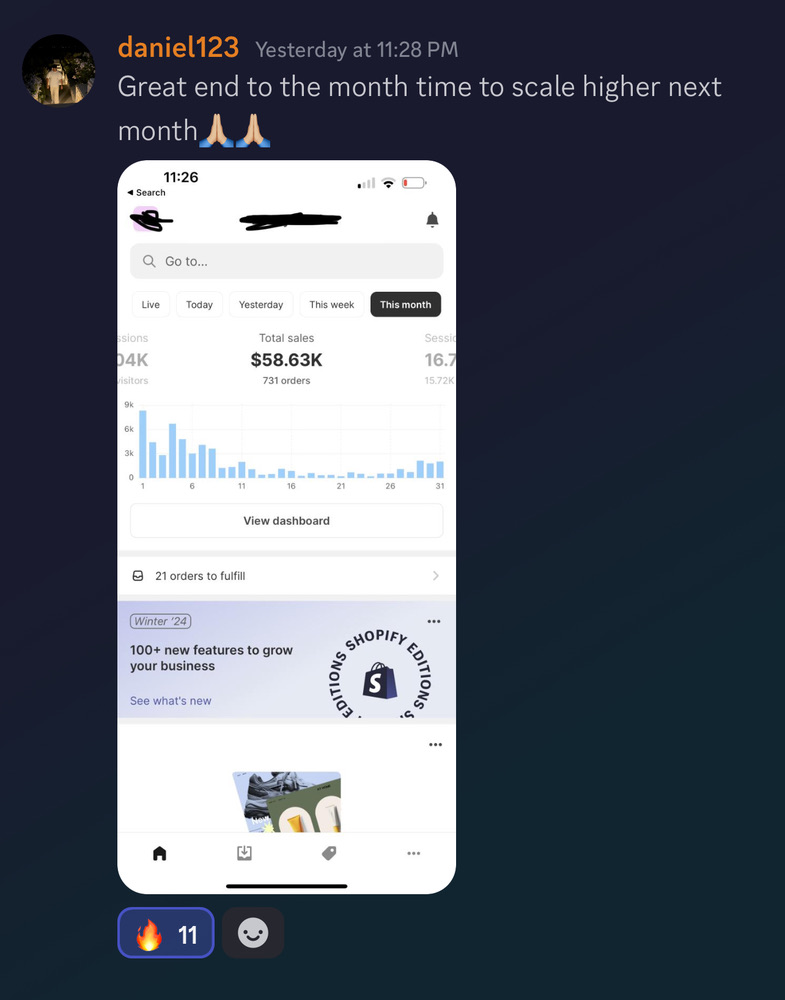 daniel123 Yesterday at 11:28 PM
Great end to the month time to scale higher next
month🙏🏼🙏🏼
11:26
◀ Search
Go to...
Live Today Yesterday This week This month
ssions Total sales Sessio
04K $58.63K 16.7
visitors 731 orders 15.72K
9k
6k
3k
0
1 6 11 16 21 26 31
View dashboard
21 orders to fulfill
Winter '24
100+ new features to grow
your business
See what's new
SHOPIFY EDITIONS
EDITIONS S
S
🔥 11